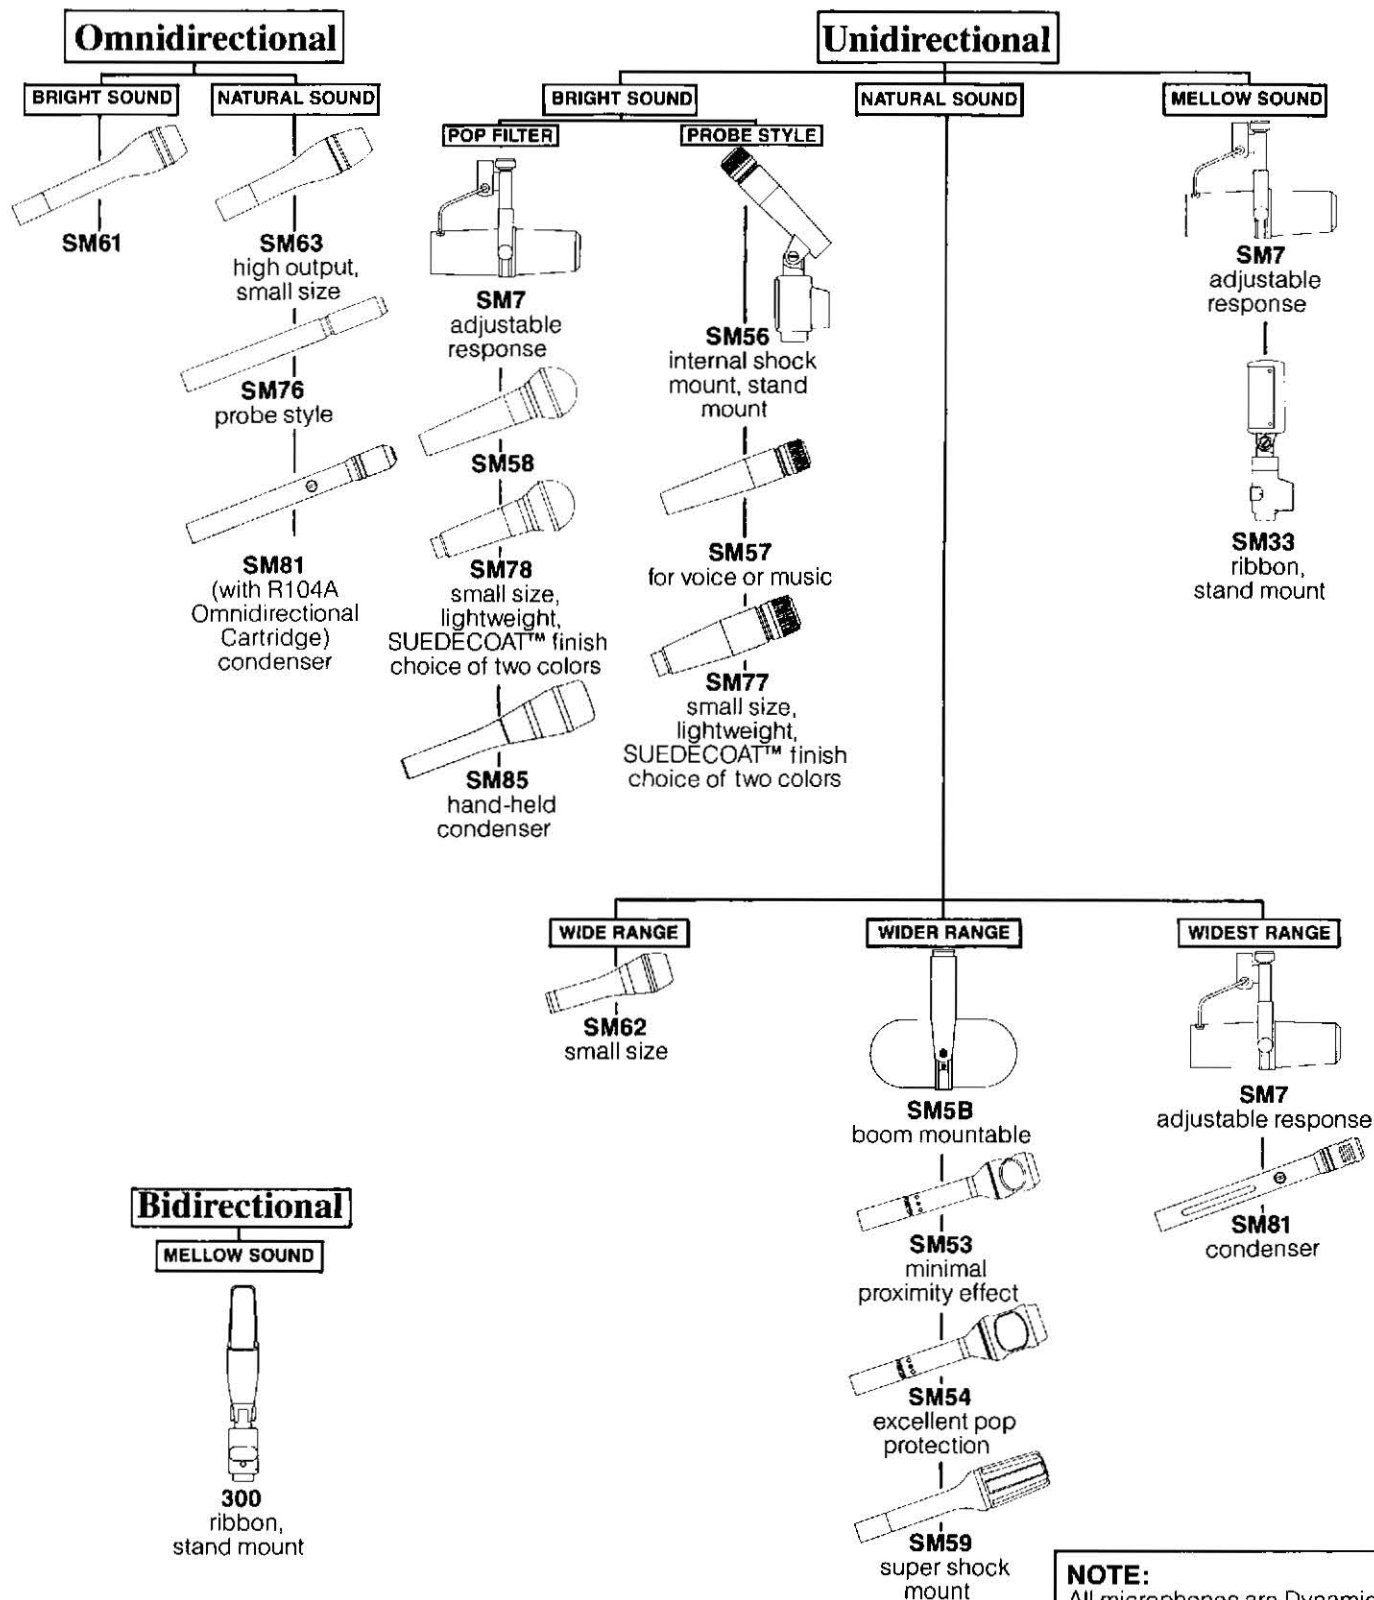 Omnidirectional
BRIGHT SOUND
SM61
NATURAL SOUND
SM63
high output,
small size
SM76
probe style
SM81
(with R104A
Omnidirectional
Cartridge)
condenser
Unidirectional
BRIGHT SOUND
POP FILTER
SM7
adjustable
response
SM58
SM78
small size,
lightweight,
SUEDECOAT™ finish
choice of two colors
SM85
hand-held
condenser
PROBE STYLE
SM56
internal shock
mount, stand
mount
SM57
for voice or music
SM77
small size,
lightweight,
SUEDECOAT™ finish
choice of two colors
NATURAL SOUND
WIDE RANGE
SM62
small size
WIDER RANGE
SM5B
boom mountable
SM53
minimal
proximity effect
SM54
excellent pop
protection
SM59
super shock
mount
WIDEST RANGE
SM7
adjustable response
SM81
condenser
MELLOW SOUND
SM7
adjustable
response
SM33
ribbon,
stand mount
Bidirectional
MELLOW SOUND
300
ribbon,
stand mount
NOTE:
All microphones are Dynamic